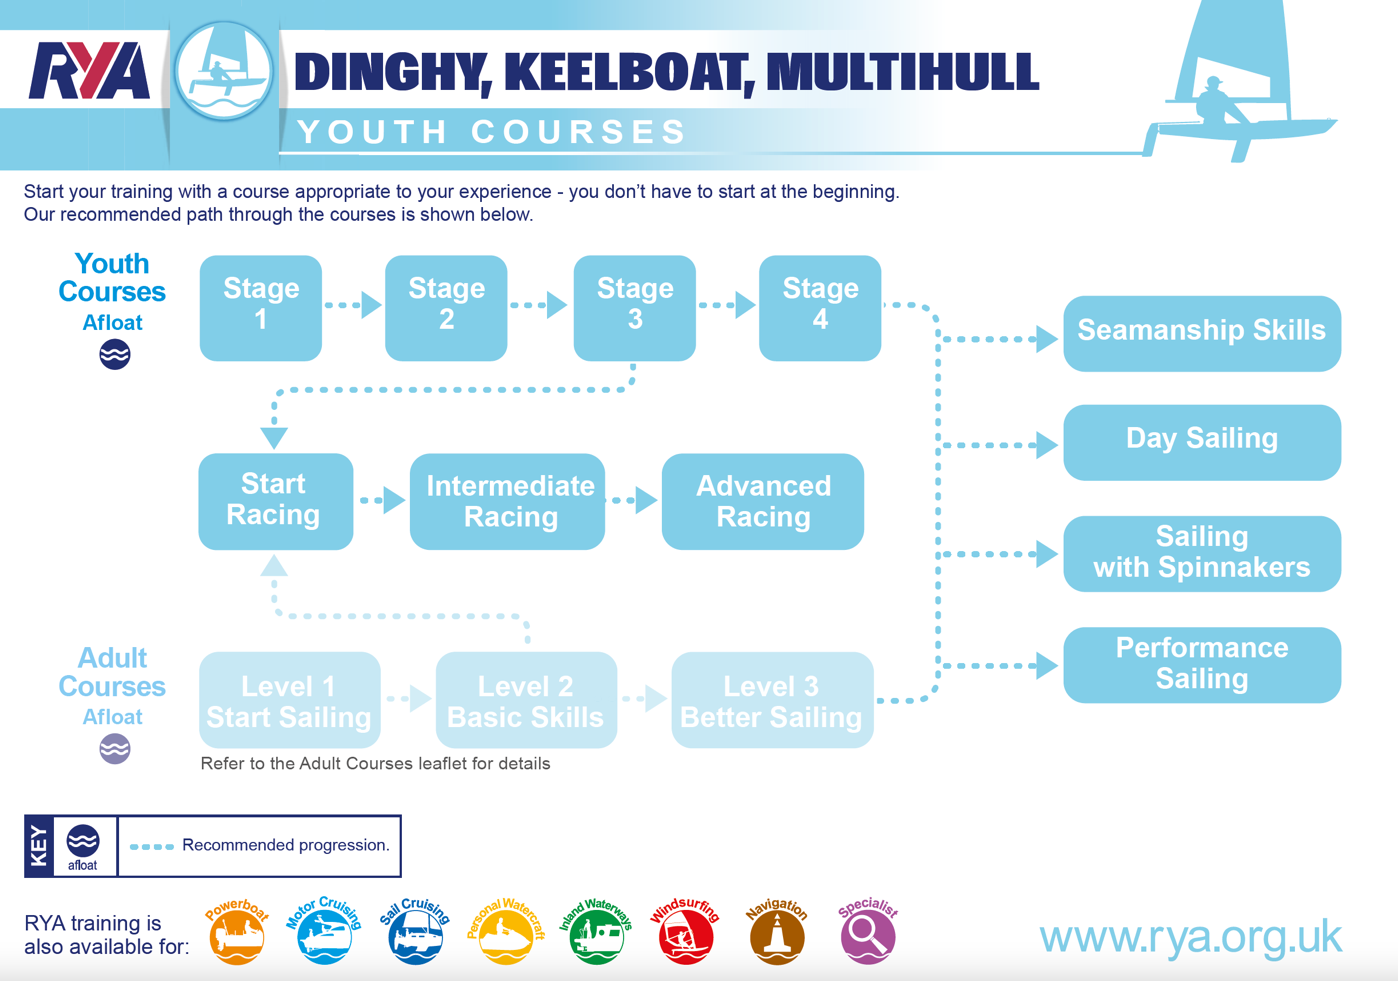 RYA
DINGHY, KEELBOAT, MULTIHULL
YOUTH COURSES
Start your training with a course appropriate to your experience - you don’t have to start at the beginning.
Our recommended path through the courses is shown below.
Youth
Courses
Afloat
Stage
1
Stage
2
Stage
3
Stage
4
Seamanship Skills
Day Sailing
Sailing
with Spinnakers
Performance
Sailing
Start
Racing
Intermediate
Racing
Advanced
Racing
Adult
Courses
Afloat
Level 1
Start Sailing
Level 2
Basic Skills
Level 3
Better Sailing
Refer to the Adult Courses leaflet for details
KEY
afloat
Recommended progression.
RYA training is
also available for:
Powerboat
Motor Cruising
Sail Cruising
Personal Watercraft
Inland Waterways
Windsurfing
Navigation
Specialist
www.rya.org.uk